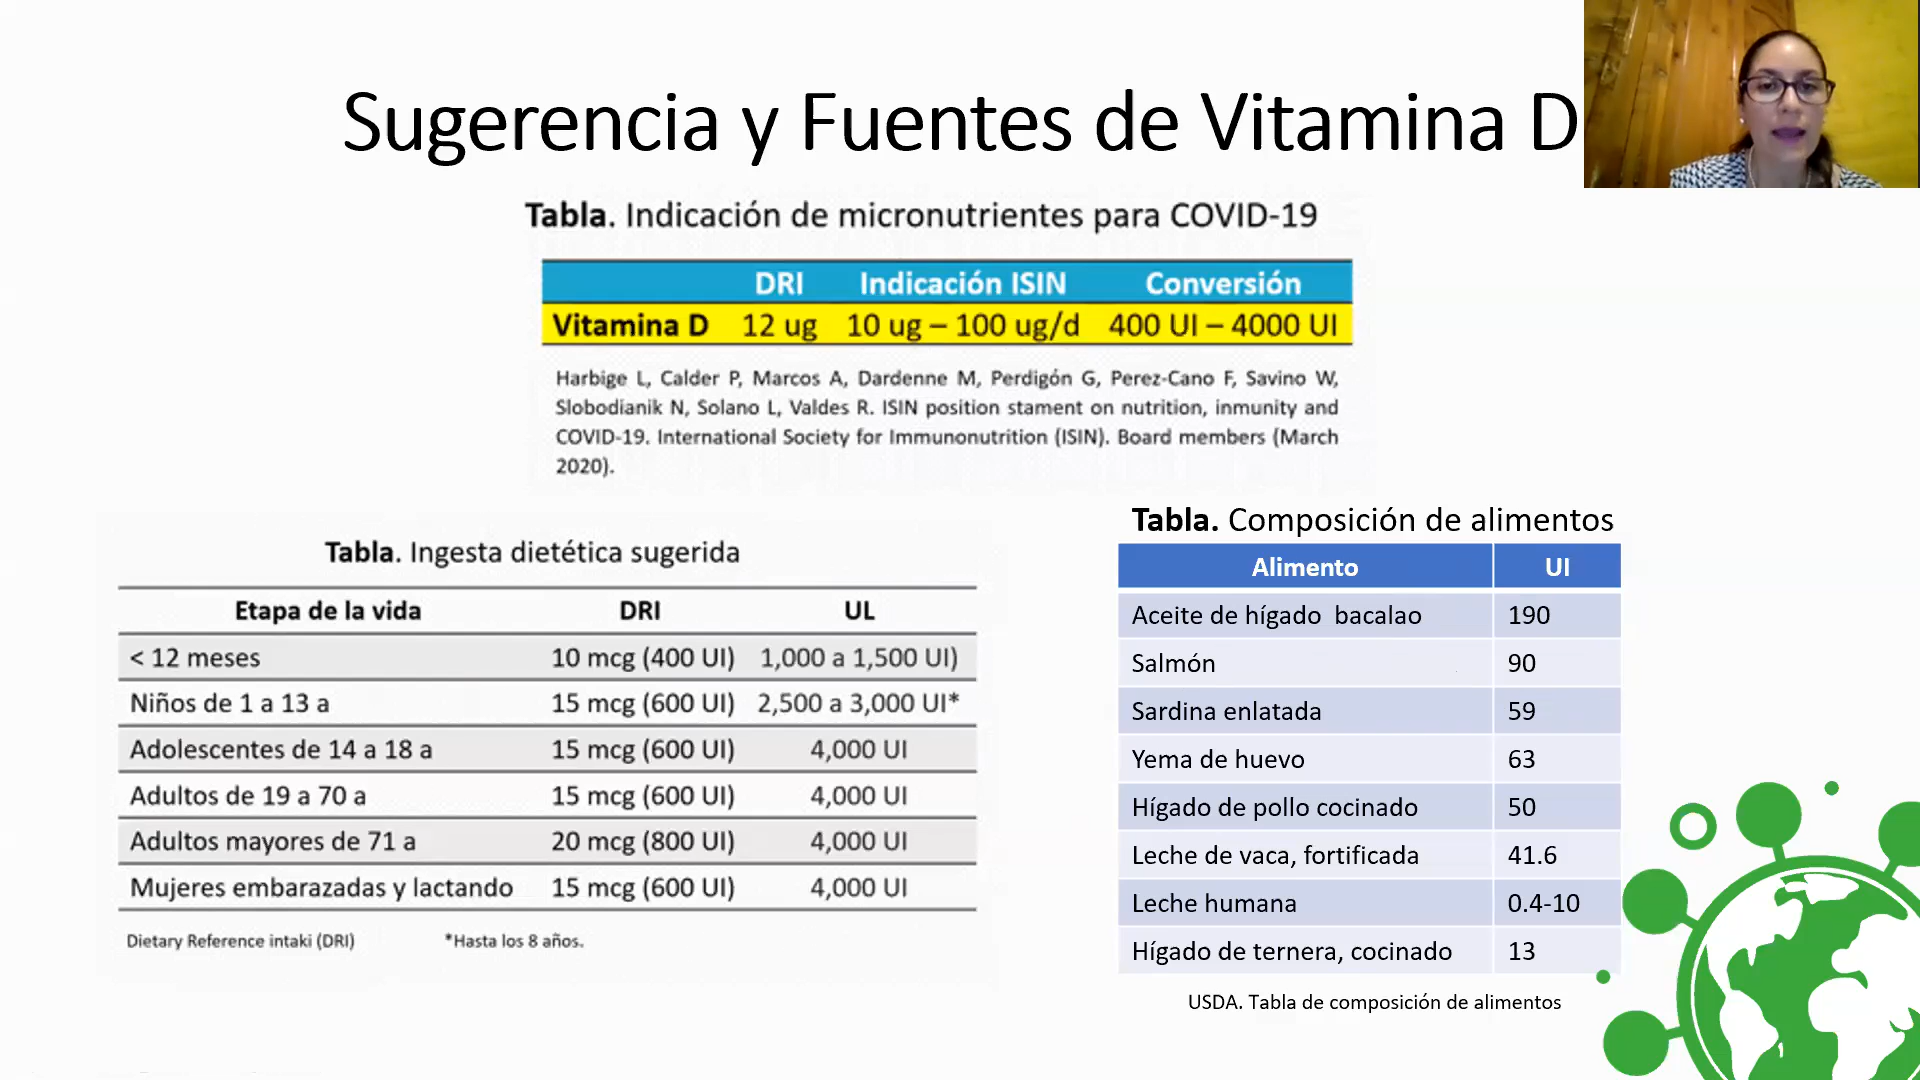 Sugerencia y Fuentes de Vitamina D
Tabla. Indicación de micronutrientes para COVID-19
DRI Indicación ISIN Conversión
Vitamina D 12 ug 10 ug – 100 ug/d 400 UI – 4000 UI
Harbige L, Calder P, Marcos A, Dardenne M, Perdigón G, Perez-Cano F, Savino W,
Slobodianik N, Solano L, Valdes R. ISIN position stament on nutrition, inmunity and
COVID-19. International Society for Immunonutrition (ISIN). Board members (March
2020).
Tabla. Ingesta dietética sugerida
Etapa de la vida DRI UL
< 12 meses 10 mcg (400 UI) 1,000 a 1,500 UI)
Niños de 1 a 13 a 15 mcg (600 UI) 2,500 a 3,000 UI*
Adolescentes de 14 a 18 a 15 mcg (600 UI) 4,000 UI
Adultos de 19 a 70 a 15 mcg (600 UI) 4,000 UI
Adultos mayores de 71 a 20 mcg (800 UI) 4,000 UI
Mujeres embarazadas y lactando 15 mcg (600 UI) 4,000 UI
Dietary Reference intaki (DRI) *Hasta los 8 años.
Tabla. Composición de alimentos
Alimento UI
Aceite de hígado bacalao 190
Salmón 90
Sardina enlatada 59
Yema de huevo 63
Hígado de pollo cocinado 50
Leche de vaca, fortificada 41.6
Leche humana 0.4-10
Hígado de ternera, cocinado 13
USDA. Tabla de composición de alimentos